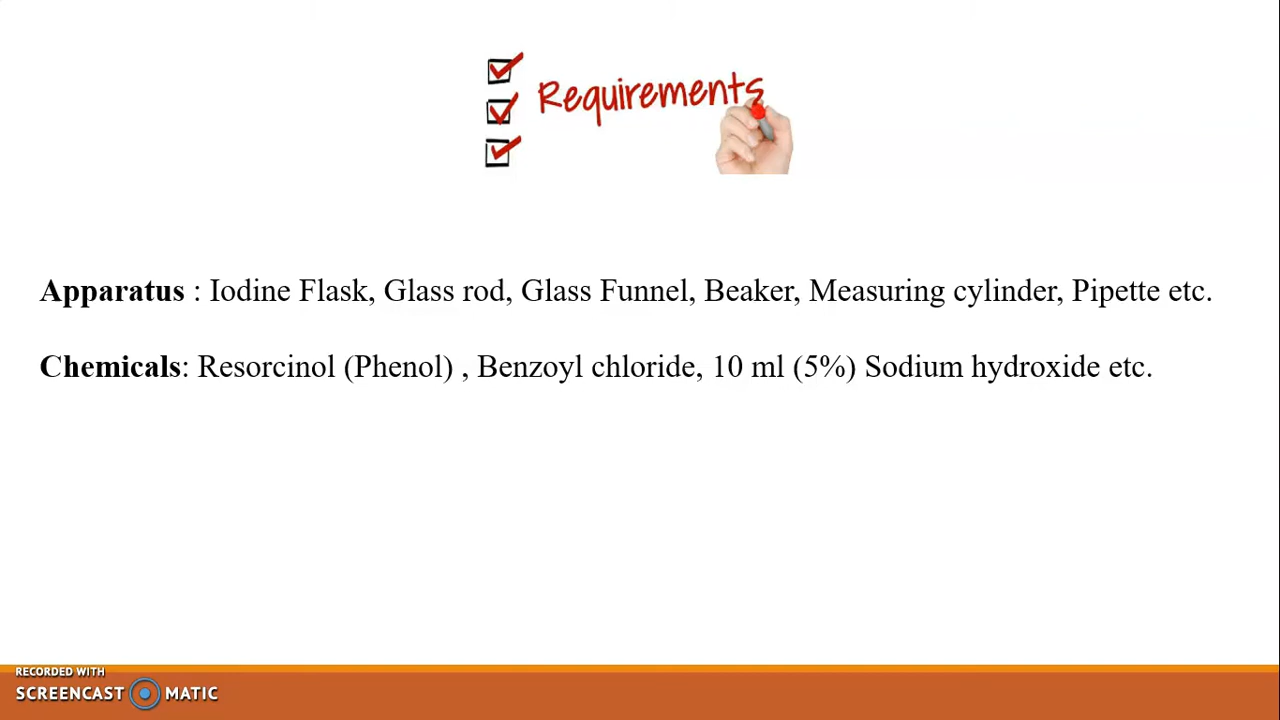 Requirements
Apparatus : Iodine Flask, Glass rod, Glass Funnel, Beaker, Measuring cylinder, Pipette etc.
Chemicals: Resorcinol (Phenol) , Benzoyl chloride, 10 ml (5%) Sodium hydroxide etc.
RECORDED WITH
SCREENCAST MATIC